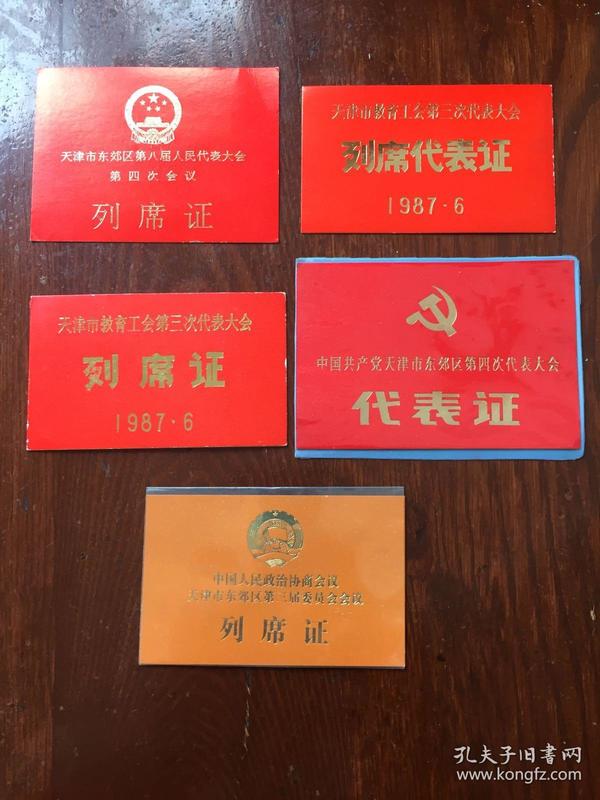 天津市东郊区第八届人民代表大会
第四次会议
列席证
天津市教育工会第三次代表大会
列席代表证
1987·6
天津市教育工会第三次代表大会
列席证
1987·6
中国共产党天津市东郊区第四次代表大会
代表证
中国人民政治协商会议
天津市东郊区第三届委员会会议
列席证
孔夫子旧书网
www.kongfz.com